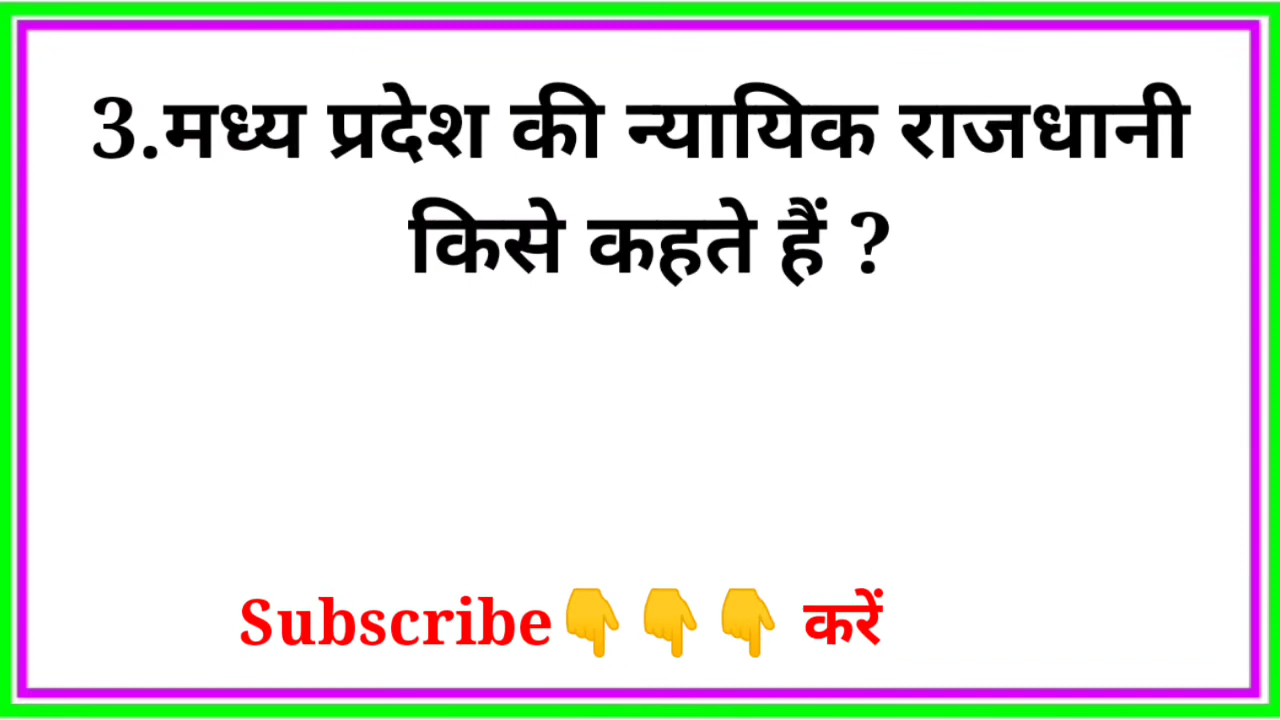 3.मध्य प्रदेश की न्यायिक राजधानी
किसे कहते हैं ?
Subscribe👇👇👇 करें